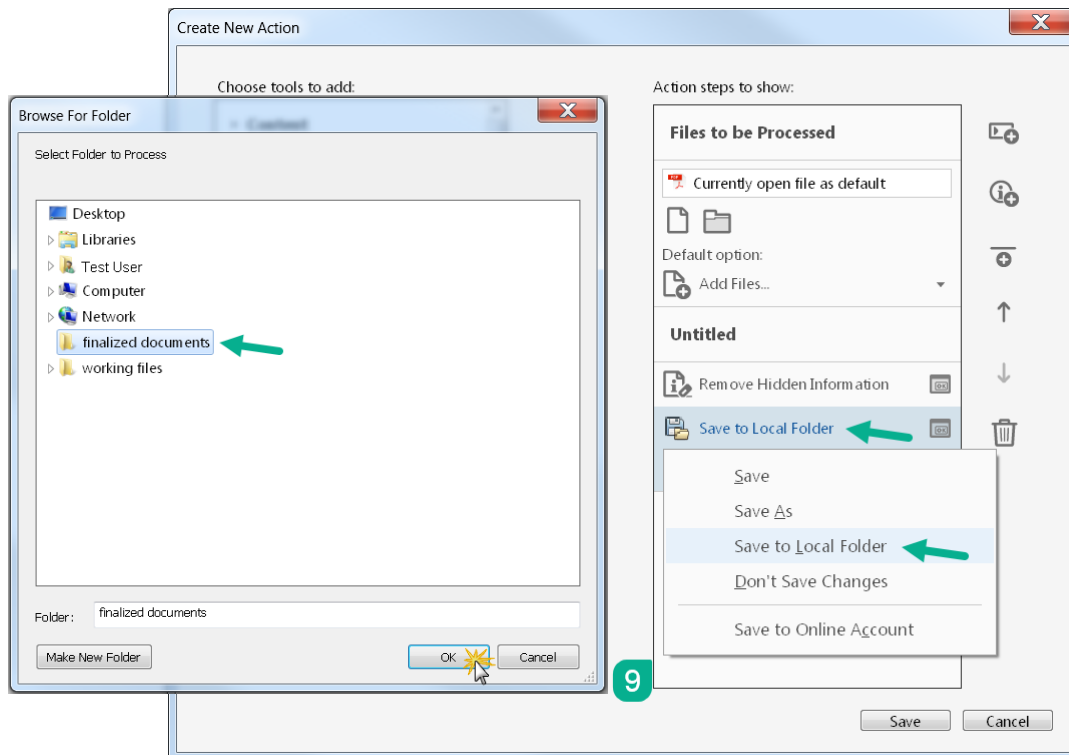 Create New Action
Choose tools to add:
Content
Browse For Folder
Select Folder to Process
Desktop
Libraries
Test User
Computer
Network
finalized documents
working files
Folder:
finalized documents
Make New Folder
OK
Cancel
Action steps to show:
Files to be Processed
Currently open file as default
Default option:
Add Files...
Untitled
Remove Hidden Information
Save to Local Folder
Save
Save As
Save to Local Folder
Don't Save Changes
Save to Online Account
9
Save
Cancel